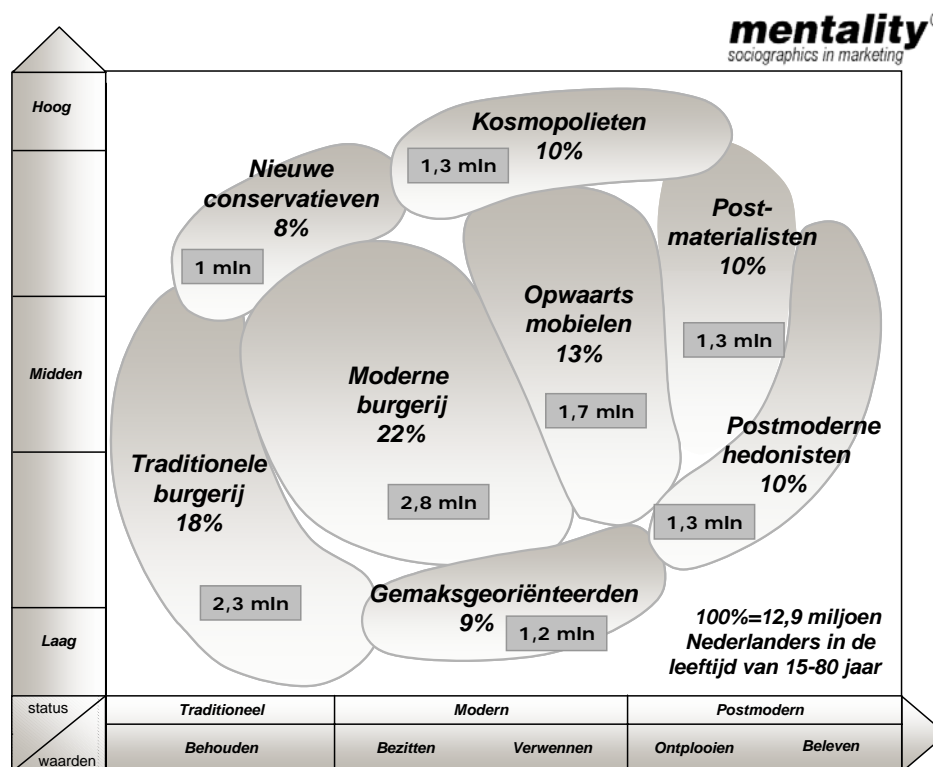 mentality®
sociographics in marketing
Hoog
Midden
Laag
Kosmopolieten
10%
1,3 mln
Nieuwe
conservatieven
8%
1 mln
Post-
materialisten
10%
1,3 mln
Opwaarts
mobielen
13%
1,7 mln
Moderne
burgerij
22%
2,8 mln
Postmoderne
hedonisten
10%
1,3 mln
Traditionele
burgerij
18%
2,3 mln
Gemaksgeoriënteerden
9%
1,2 mln
100%=12,9 miljoen
Nederlanders in de
leeftijd van 15-80 jaar
status
waarden
Traditioneel
Modern
Postmodern
Behouden
Bezitten
Verwennen
Ontplooien
Beleven